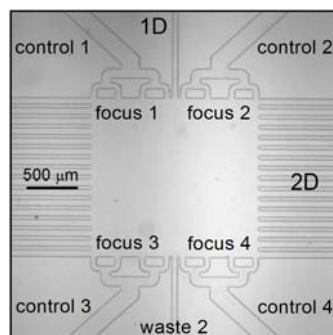 1D
control 1
control 2
focus 1
focus 2
500 µm
2D
focus 3
focus 4
control 3
control 4
waste 2